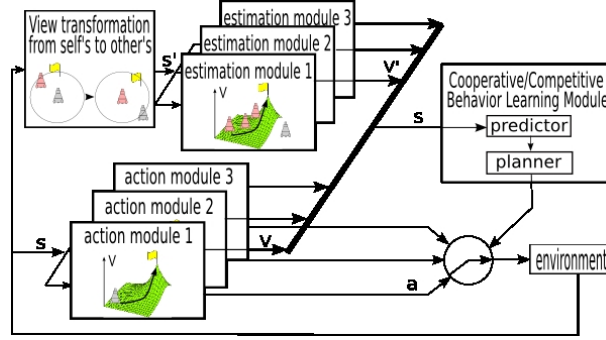 View transformation
from self's to other's
s'
estimation module 3
estimation module 2
estimation module 1
V
V'
s
Cooperative/Competitive
Behavior Learning Module
predictor
planner
action module 3
action module 2
action module 1
V
s
V
a
environment